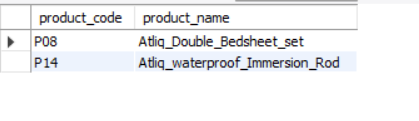 product_code product_name
P08 Atliq_Double_Bedsheet_set
P14 Atliq_waterproof_Immersion_Rod